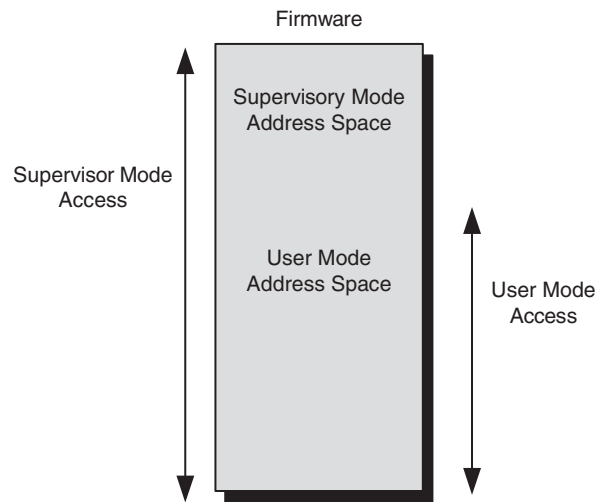 Firmware
Supervisory Mode
Address Space
Supervisor Mode
Access
User Mode
Address Space
User Mode
Access